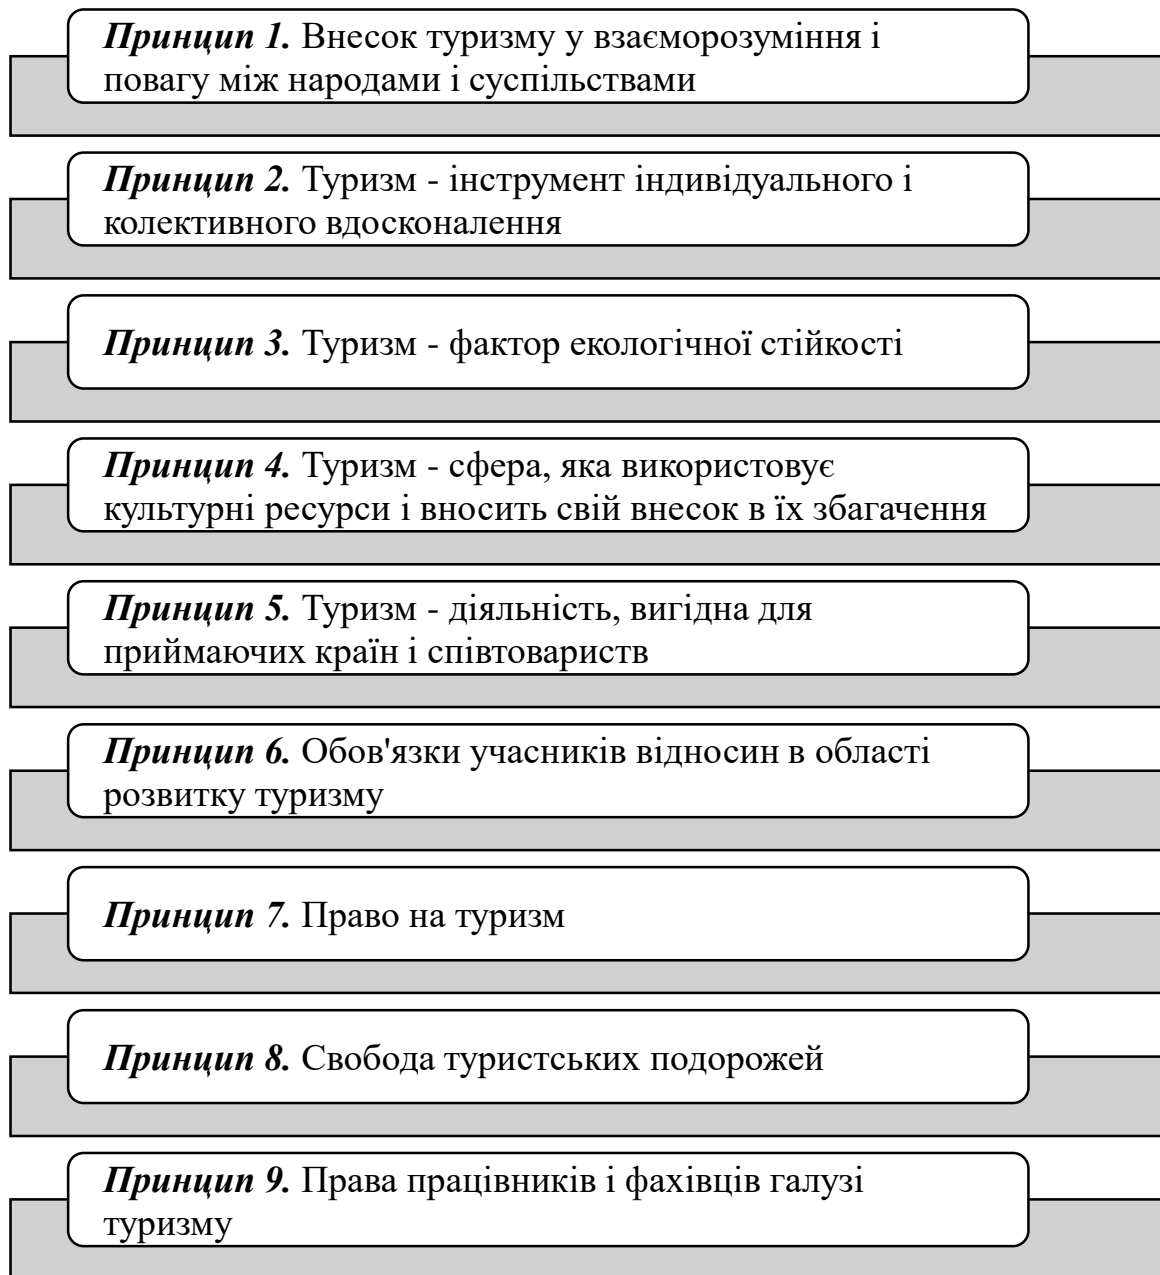 Принцип 1. Внесок туризму у взаєморозуміння і
повагу між народами і суспільствами
Принцип 2. Туризм - інструмент індивідуального і
колективного вдосконалення
Принцип 3. Туризм - фактор екологічної стійкості
Принцип 4. Туризм - сфера, яка використовує
культурні ресурси і вносить свій внесок в їх збагачення
Принцип 5. Туризм - діяльність, вигідна для
приймаючих країн і співтовариств
Принцип 6. Обов'язки учасників відносин в області
розвитку туризму
Принцип 7. Право на туризм
Принцип 8. Свобода туристських подорожей
Принцип 9. Права працівників і фахівців галузі
туризму